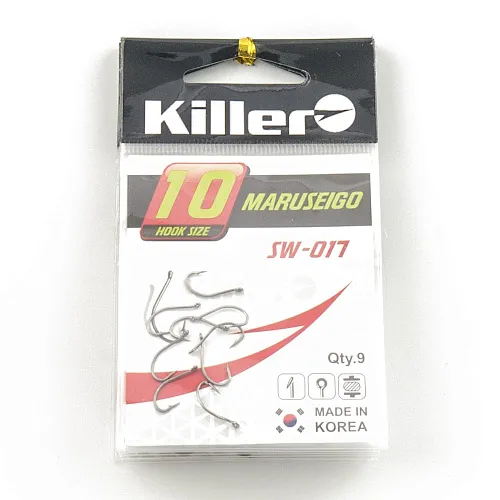 Killer
10
HOOK SIZE
MARUSEIGO
SW-017
Qty.9
MADE IN
KOREA